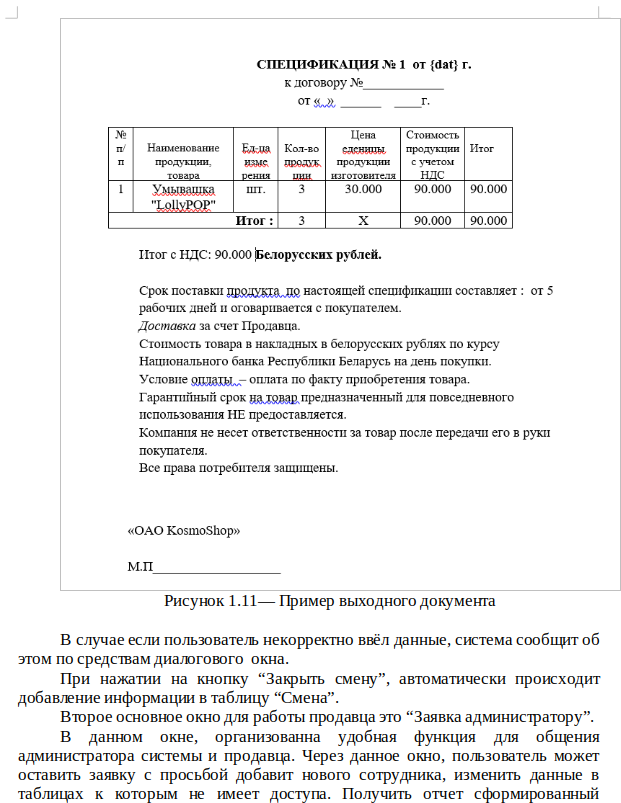 СПЕЦИФИКАЦИЯ № 1 от {dat} г.
к договору №_____________
от « » ______ ____г.
№ п/п Наименование продукции, товара Ед-ца изме рения Кол-во продук ции Цена еденицы продукции изготовителя Стоимость продукции с учетом НДС Итог
1 Умывашка "LollyPOP" шт. 3 30.000 90.000 90.000
Итог : 3 X 90.000 90.000
Итог с НДС: 90.000 Белорусских рублей.
Срок поставки продукта по настоящей спецификации составляет : от 5
рабочих дней и оговаривается с покупателем.
Доставка за счет Продавца.
Стоимость товара в накладных в белорусских рублях по курсу
Национального банка Республики Беларусь на день покупки.
Условие оплаты – оплата по факту приобретения товара.
Гарантийный срок на товар предназначенный для повседневного
использования НЕ предоставляется.
Компания не несет ответственности за товар после передачи его в руки
покупателя.
Все права потребителя защищены.
«ОАО KosmoShop»
М.П____________________
Рисунок 1.11— Пример выходного документа
В случае если пользователь некорректно ввёл данные, система сообщит об
этом по средствам диалогового окна.
При нажатии на кнопку “Закрыть смену”, автоматически происходит
добавление информации в таблицу “Смена”.
Второе основное окно для работы продавца это “Заявка администратору”.
В данном окне, организованна удобная функция для общения
администратора системы и продавца. Через данное окно, пользователь может
оставить заявку с просьбой добавит нового сотрудника, изменить данные в
таблицах к которым не имеет доступа. Получить отчет сформированный